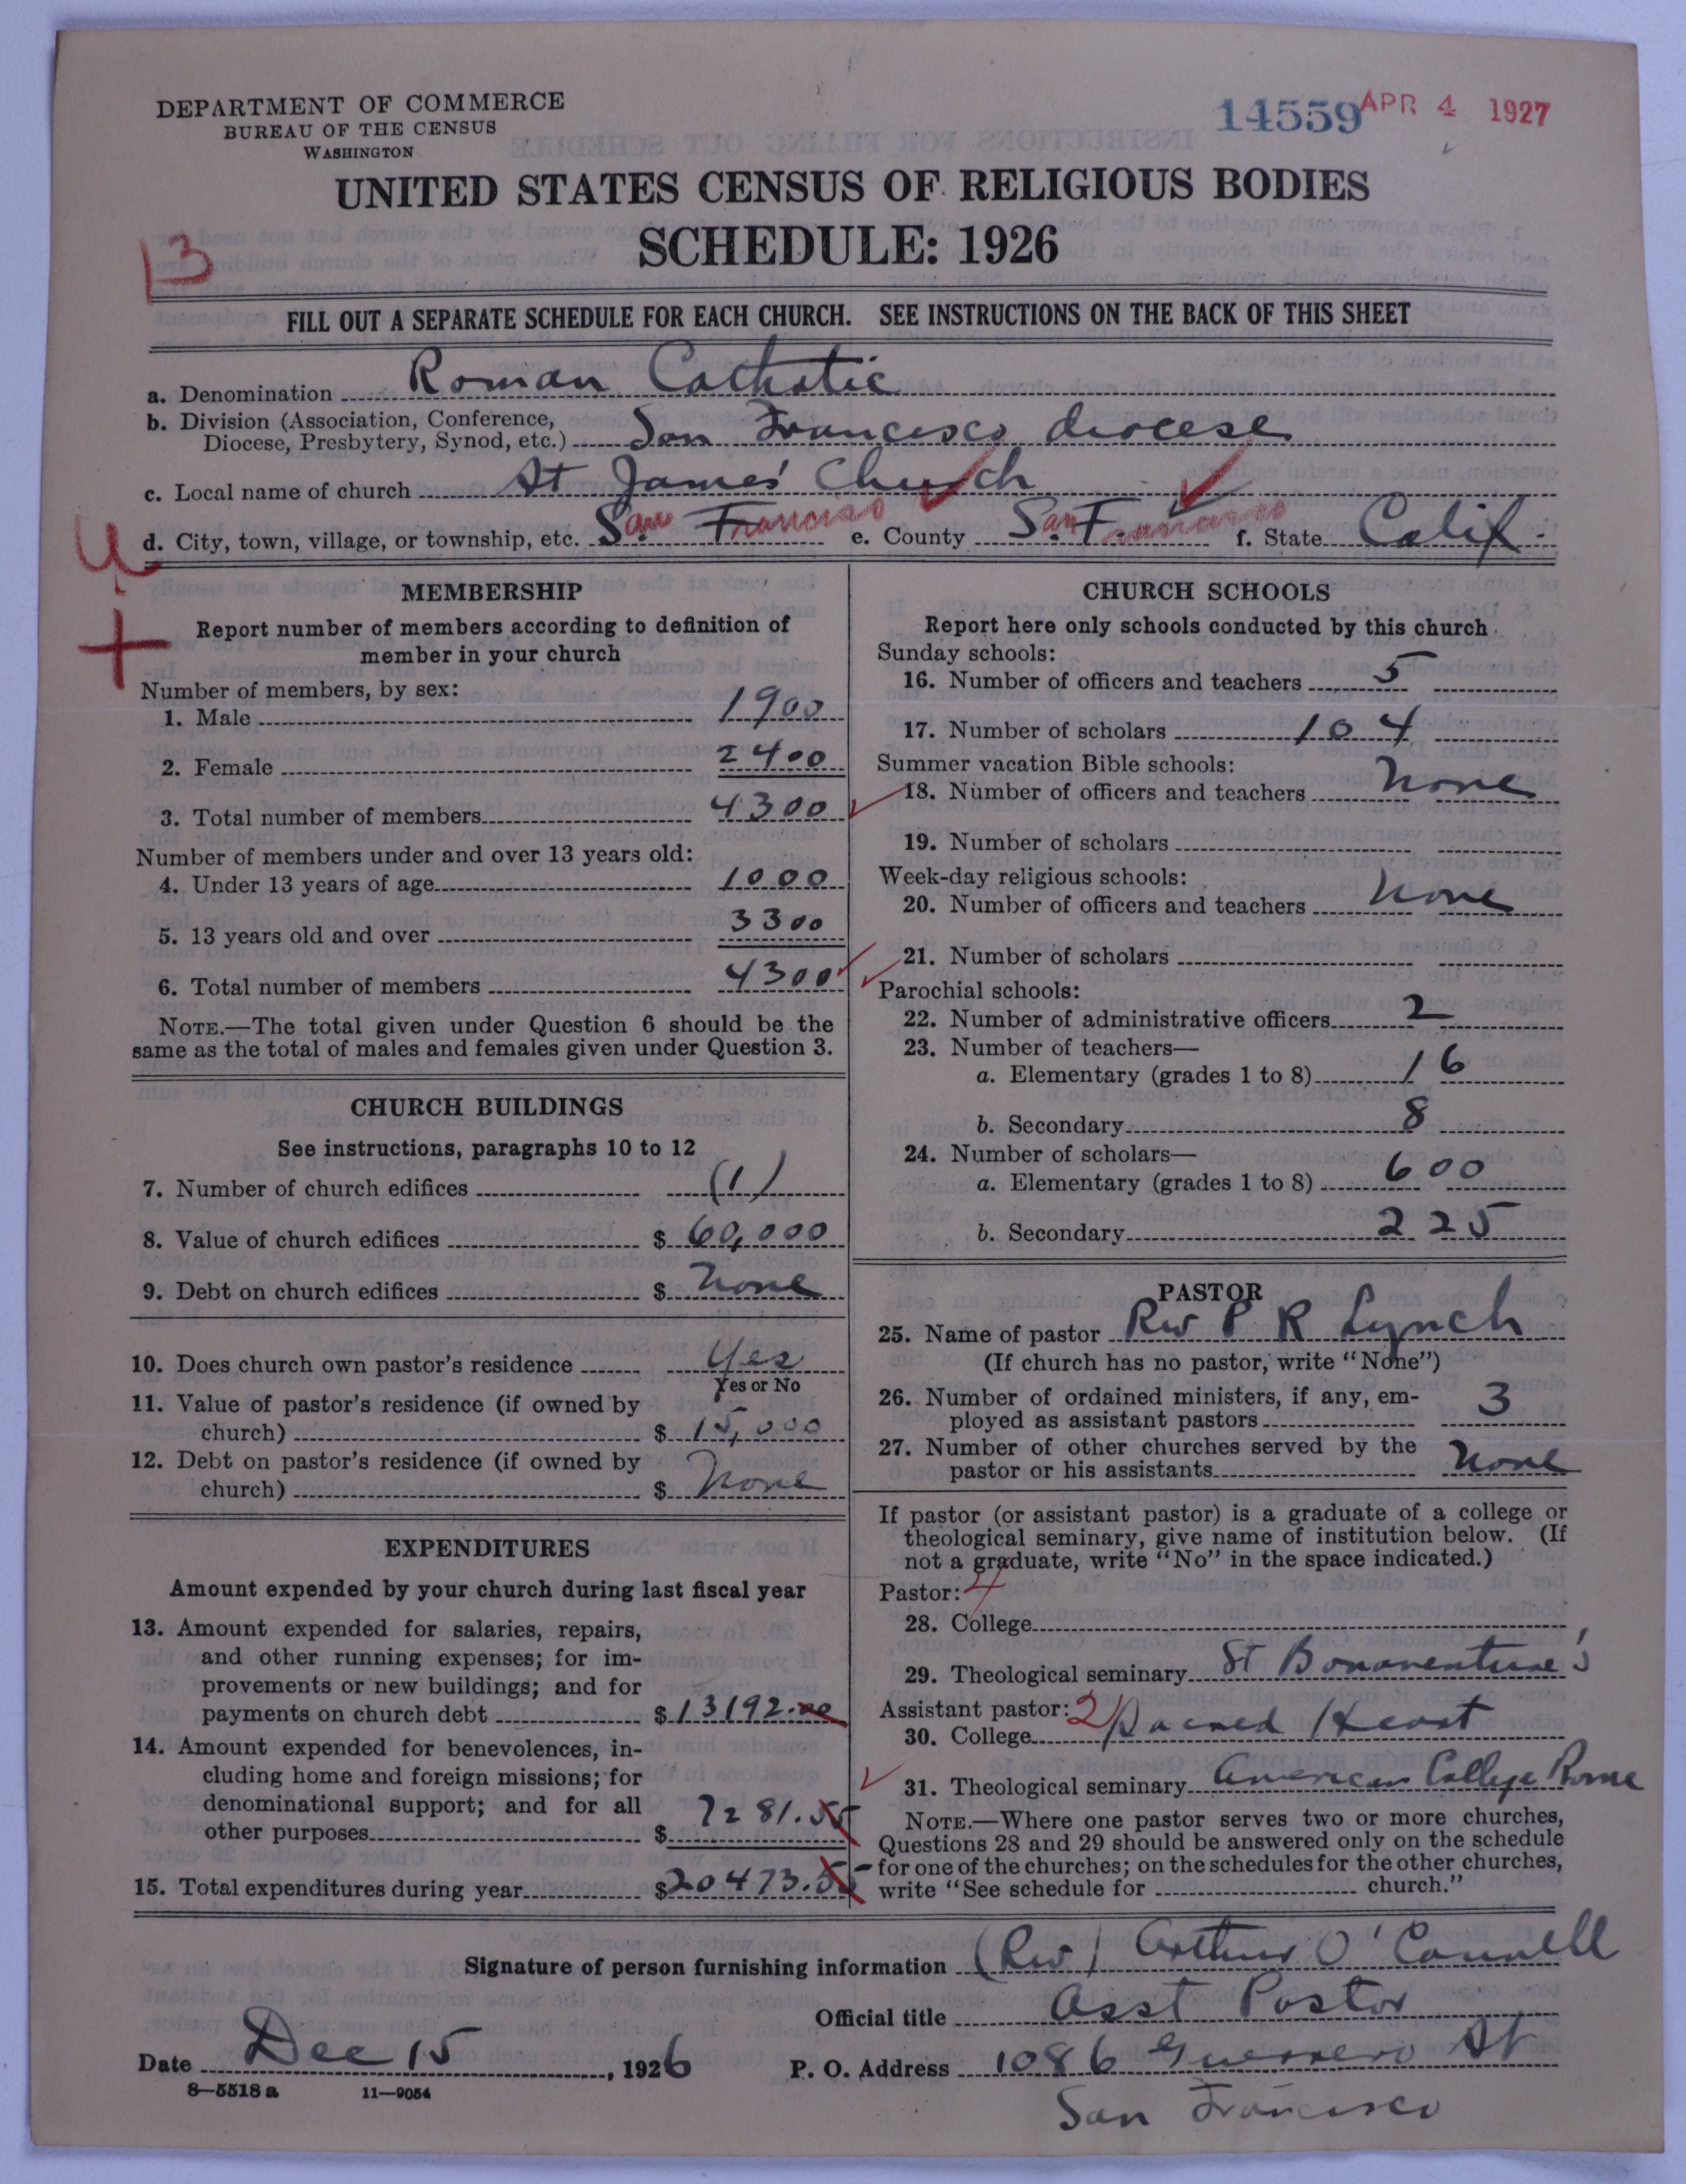 DEPARTMENT OF COMMERCE
BUREAU OF THE CENSUS
WASHINGTON
14559 APR 4 1927
UNITED STATES CENSUS OF RELIGIOUS BODIES
SCHEDULE: 1926
13
FILL OUT A SEPARATE SCHEDULE FOR EACH CHURCH. SEE INSTRUCTIONS ON THE BACK OF THIS SHEET
a. Denomination Roman Catholic
b. Division (Association, Conference,
Diocese, Presbytery, Synod, etc.) San Francisco diocese
c. Local name of church St James' Church
d. City, town, village, or township, etc. San Francisco e. County San Francisco f. State Calif.
MEMBERSHIP
Report number of members according to definition of
member in your church
Number of members, by sex:
1. Male 1900
2. Female 2400
3. Total number of members 4300
Number of members under and over 13 years old:
4. Under 13 years of age 1000
5. 13 years old and over 3300
6. Total number of members 4300
NOTE.—The total given under Question 6 should be the
same as the total of males and females given under Question 3.
CHURCH BUILDINGS
See instructions, paragraphs 10 to 12
7. Number of church edifices (1)
8. Value of church edifices $ 60,000
9. Debt on church edifices $ None
10. Does church own pastor's residence Yes
Yes or No
11. Value of pastor's residence (if owned by
church) $ 15,000
12. Debt on pastor's residence (if owned by
church) $ None
EXPENDITURES
Amount expended by your church during last fiscal year
13. Amount expended for salaries, repairs,
and other running expenses; for im-
provements or new buildings; and for
payments on church debt $ 13192.00
14. Amount expended for benevolences, in-
cluding home and foreign missions; for
denominational support; and for all
other purposes $ 7281.55
15. Total expenditures during year $ 20473.55
CHURCH SCHOOLS
Report here only schools conducted by this church
Sunday schools:
16. Number of officers and teachers 5
17. Number of scholars 104
Summer vacation Bible schools:
18. Number of officers and teachers None
19. Number of scholars
Week-day religious schools:
20. Number of officers and teachers None
21. Number of scholars
Parochial schools:
22. Number of administrative officers 2
23. Number of teachers—
a. Elementary (grades 1 to 8) 16
b. Secondary 8
24. Number of scholars—
a. Elementary (grades 1 to 8) 600
b. Secondary 225
PASTOR
25. Name of pastor Rev P R Lynch
(If church has no pastor, write "None")
26. Number of ordained ministers, if any, em-
ployed as assistant pastors 3
27. Number of other churches served by the
pastor or his assistants None
If pastor (or assistant pastor) is a graduate of a college or
theological seminary, give name of institution below. (If
not a graduate, write "No" in the space indicated.)
Pastor: 4
28. College
29. Theological seminary St Bonaventure's
Assistant pastor: 2
30. College Sacred Heart
31. Theological seminary American College Rome
NOTE.—Where one pastor serves two or more churches,
Questions 28 and 29 should be answered only on the schedule
for one of the churches; on the schedules for the other churches,
write "See schedule for church."
Signature of person furnishing information (Rev) Arthur O'Connell
Official title Asst Pastor
Date Dec 15, 1926 P. O. Address 1086 Guerrero St
San Francisco
8—5518 a 11—9054